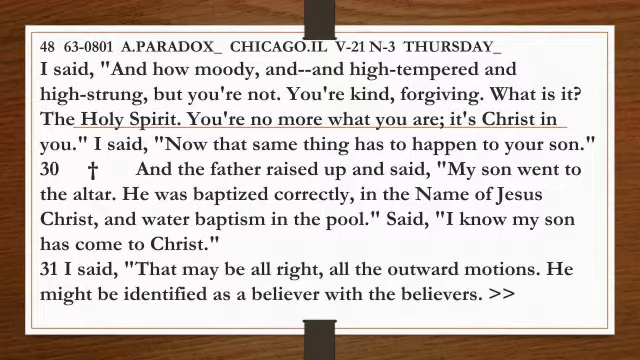 48 63-0801 A.PARADOX_ CHICAGO.IL V-21 N-3 THURSDAY_
I said, "And how moody, and--and high-tempered and
high-strung, but you're not. You're kind, forgiving. What is it?
The Holy Spirit. You're no more what you are; it's Christ in
you." I said, "Now that same thing has to happen to your son."
30 † And the father raised up and said, "My son went to
the altar. He was baptized correctly, in the Name of Jesus
Christ, and water baptism in the pool." Said, "I know my son
has come to Christ."
31 I said, "That may be all right, all the outward motions. He
might be identified as a believer with the believers. >>